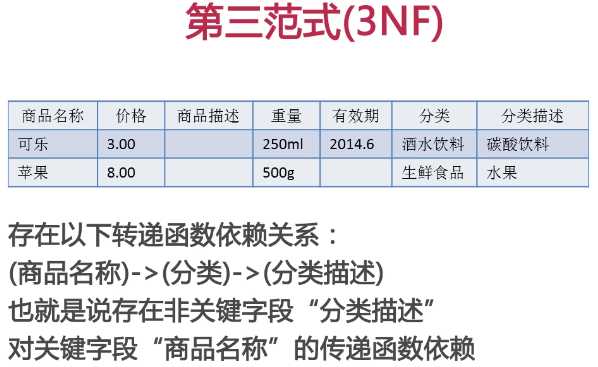 第三范式(3NF)
商品名称 价格 商品描述 重量 有效期 分类 分类描述
可乐 3.00 250ml 2014.6 酒水饮料 碳酸饮料
苹果 8.00 500g 生鲜食品 水果
存在以下转递函数依赖关系：
(商品名称)->(分类)->(分类描述)
也就是说存在非关键字段“分类描述”
对关键字段“商品名称”的传递函数依赖